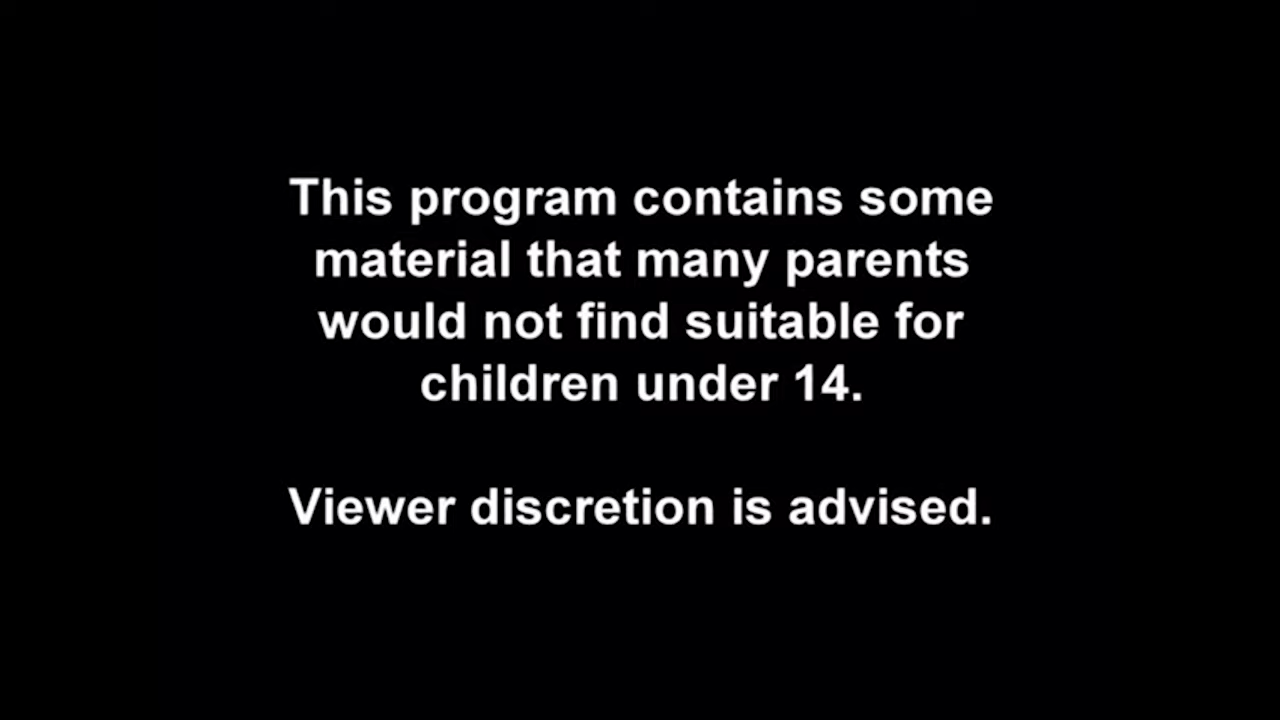 This program contains some
material that many parents
would not find suitable for
children under 14.
Viewer discretion is advised.